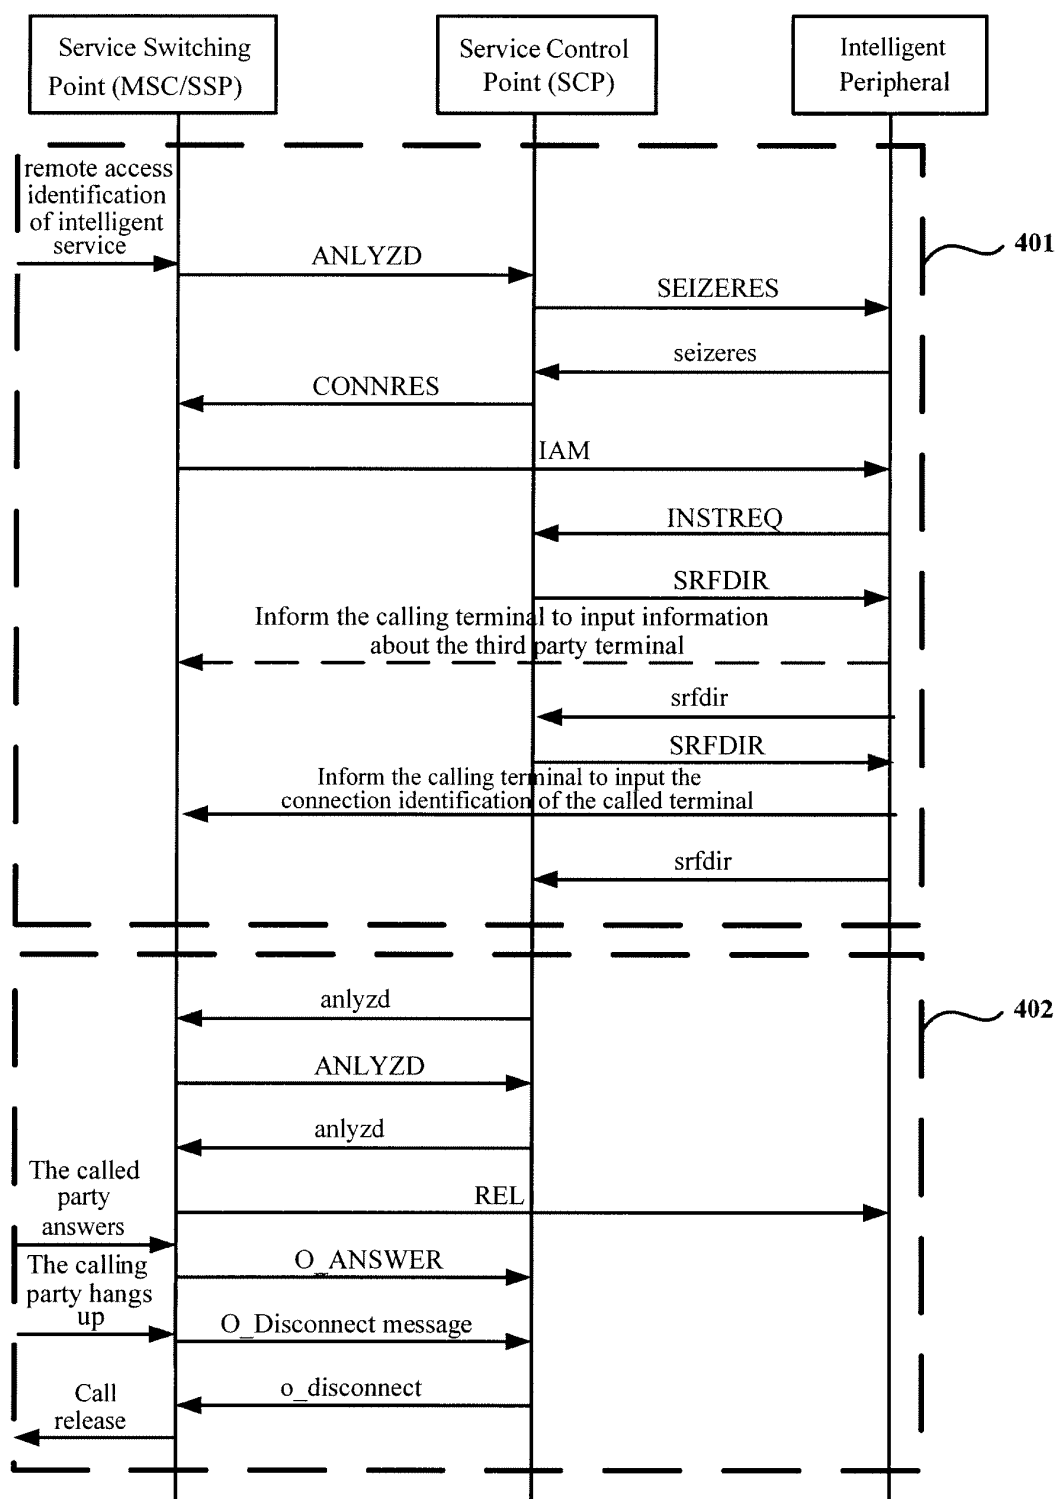 Service Switching
Point (MSC/SSP)
Service Control
Point (SCP)
Intelligent
Peripheral
remote access
identification
of intelligent
service
401
ANLYZD
SEIZERES
seizeres
CONNRES
IAM
INSTREQ
SRFDIR
Inform the calling terminal to input information
about the third party terminal
srfdir
SRFDIR
Inform the calling terminal to input the
connection identification of the called terminal
srfdir
anlyzd
402
ANLYZD
anlyzd
The called
party
answers
REL
O_ANSWER
The calling
party hangs
up
O_Disconnect message
o_disconnect
Call
release